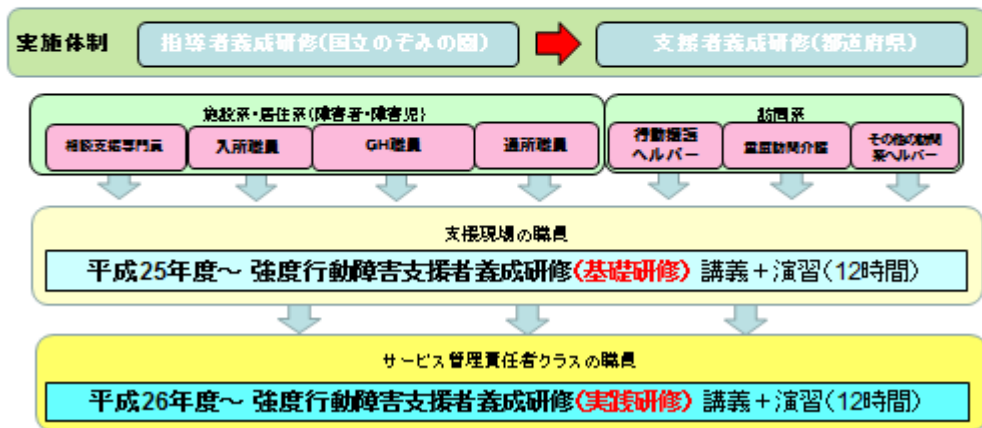 実施体制
指導者養成研修(国立のぞみの園)
支援者養成研修(都道府県)
施設系・居住系(障害者・障害児)
訪問系
相談支援専門員
入所職員
GH職員
通所職員
行動援護
ヘルパー
重度訪問介護
その他の訪問
系ヘルパー
支援現場の職員
平成25年度～ 強度行動障害支援者養成研修(基礎研修) 講義＋演習(12時間)
サービス管理責任者クラスの職員
平成26年度～ 強度行動障害支援者養成研修(実践研修) 講義＋演習(12時間)